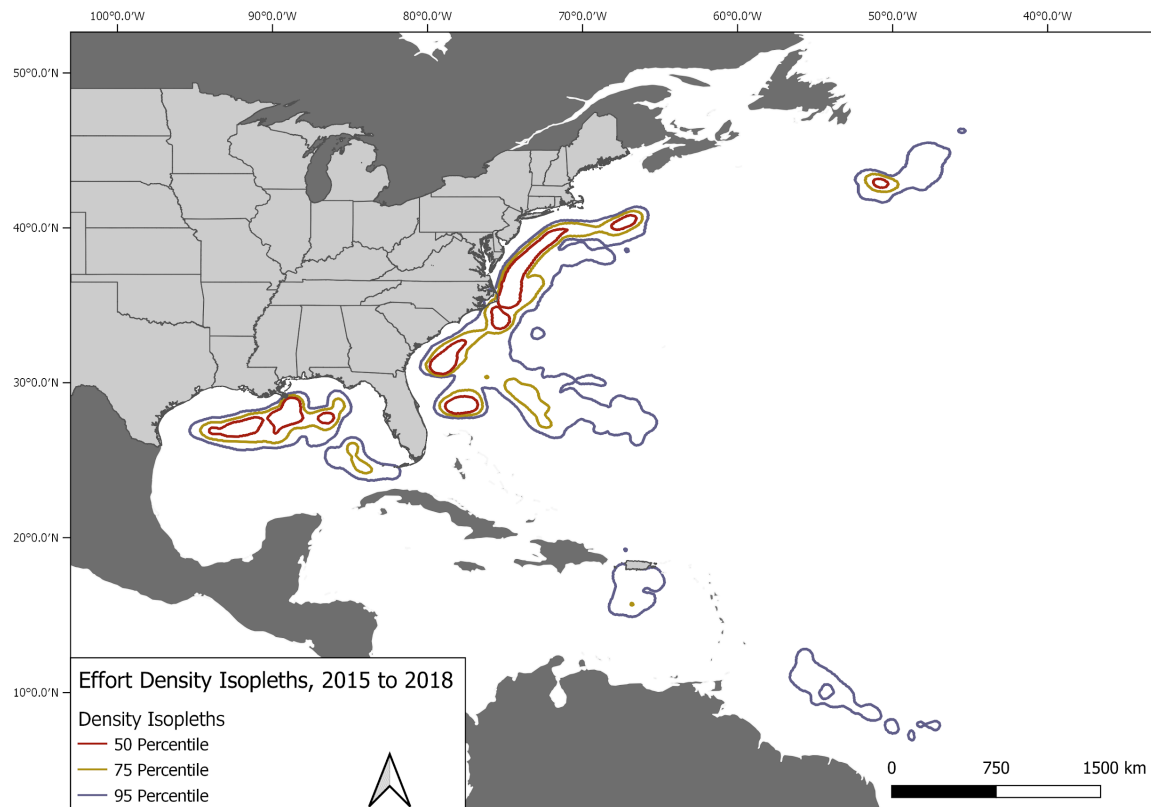 100°0.0'W 90°0.0'W 80°0.0'W 70°0.0'W 60°0.0'W 50°0.0'W 40°0.0'W
50°0.0'N
40°0.0'N
30°0.0'N
20°0.0'N
10°0.0'N
Effort Density Isopleths, 2015 to 2018
Density Isopleths
50 Percentile
75 Percentile
95 Percentile
0 750 1500 km